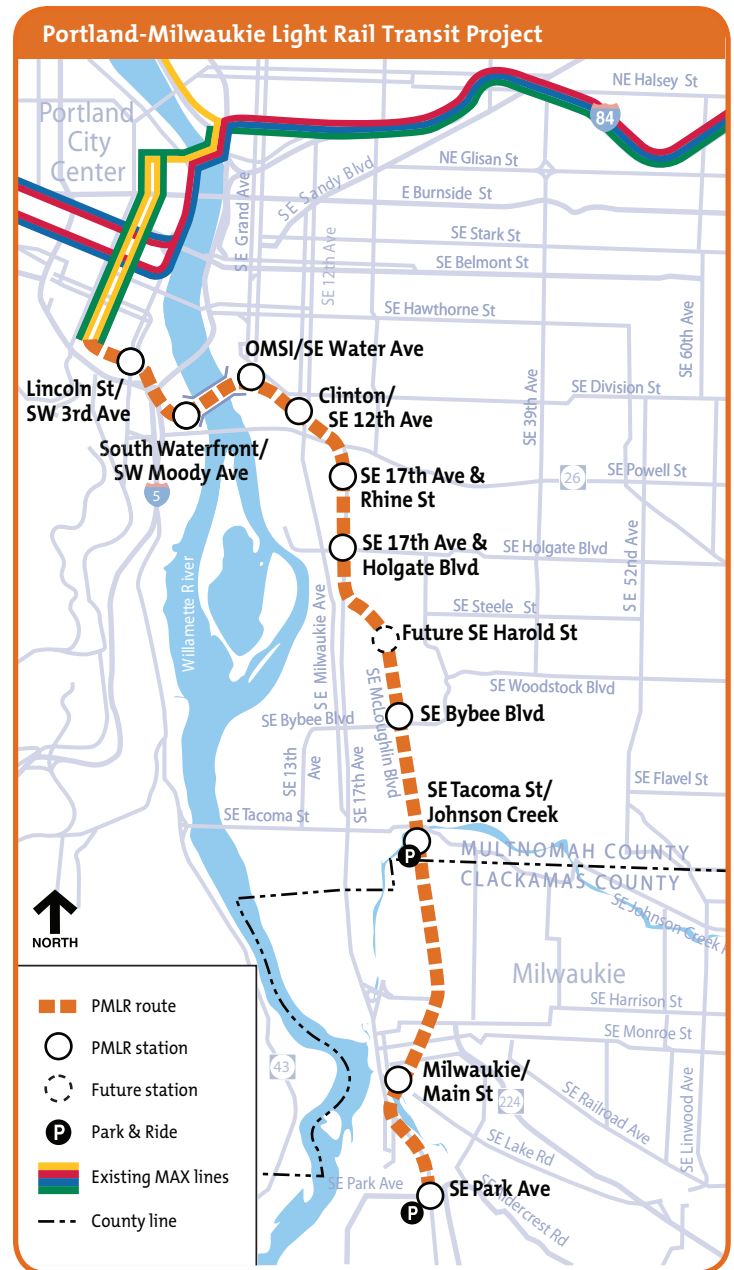 Portland-Milwaukie Light Rail Transit Project
NE Halsey St
Portland
City
Center
84
NE Glisan St
SE Sandy Blvd
E Burnside St
SE Grand Ave
SE 12th Ave
SE Stark St
SE Belmont St
SE Hawthorne St
SE 60th Ave
OMSI/SE Water Ave
Lincoln St/
SW 3rd Ave
Clinton/
SE 12th Ave
SE 39th Ave
SE Division St
South Waterfront/
SW Moody Ave
5
SE 17th Ave &
Rhine St
26
SE Powell St
SE 17th Ave &
Holgate Blvd
SE Holgate Blvd
SE 52nd Ave
Willamette River
SE Milwaukie Ave
SE Steele St
Future SE Harold St
SE McLoughlin Blvd
SE Woodstock Blvd
SE Bybee Blvd
SE Bybee Blvd
SE 13th
Ave
SE 17th Ave
SE Flavel St
SE Tacoma St/
Johnson Creek
SE Tacoma St
P
MULTNOMAH COUNTY
CLACKAMAS COUNTY
SE Johnson Creek
NORTH
Milwaukie
SE Harrison St
SE Monroe St
43
Milwaukie/
Main St
224
SE Railroad Ave
SE Linwood Ave
SE Lake Rd
SE Park Ave
SE Park Ave
P
SE Aldercrest Rd
PMLR route
PMLR station
Future station
P
Park & Ride
Existing MAX lines
County line